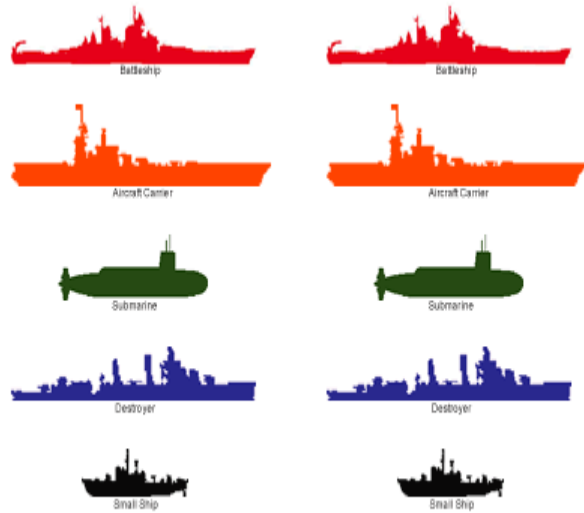 Battleship
Battleship
Aircraft Carrier
Aircraft Carrier
Submarine
Submarine
Destroyer
Destroyer
Small Ship
Small Ship